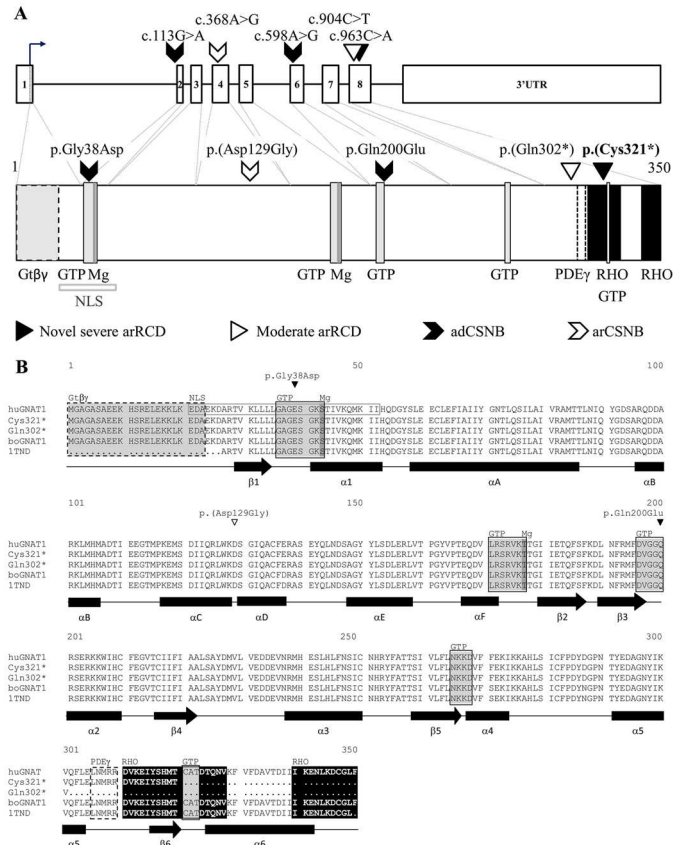 A
c.368A>G
c.904C>T
c.113G>A
c.598A>G
c.963C>A
1 2 3 4 5 6 7 8 3'UTR
p.Gly38Asp p.(Asp129Gly) p.Gln200Glu p.(Gln302*) p.(Cys321*)
1 350
Gtβγ GTP Mg GTP Mg GTP GTP PDEγ RHO RHO
NLS GTP
Novel severe arRCD Moderate arRCD adCSNB arCSNB
B
1 50 100
p.Gly38Asp
Gtβγ NLS GTP Mg
huGNAT1 MGAGASAEEK HSRELEKKLK EDAEKDARTV KLLLLGAGES GKSTIVKQMK IIHQDGYSLE ECLEFIAIIY GNTLQSILAI VRAMTTLNIQ YGDSARQDDA
Cys321* MGAGASAEEK HSRELEKKLK EDAEKDARTV KLLLLGAGES GKSTIVKQMK IIHQDGYSLE ECLEFIAIIY GNTLQSILAI VRAMTTLNIQ YGDSARQDDA
Gln302* MGAGASAEEK HSRELEKKLK EDAEKDARTV KLLLLGAGES GKSTIVKQMK IIHQDGYSLE ECLEFIAIIY GNTLQSILAI VRAMTTLNIQ YGDSARQDDA
boGNAT1 MGAGASAEEK HSRELEKKLK EDAEKDARTV KLLLLGAGES GKSTIVKQMK IIHQDGYSLE ECLEFIAIIY GNTLQSILAI VRAMTTLNIQ YGDSARQDDA
1TND .......... .......... ......ARTV KLLLLGAGES GKSTIVKQMK IIHQDGYSLE ECLEFIAIIY GNTLQSILAI VRAMTTLNIQ YGDSARQDDA
β1 α1 αA αB
101 150 200
p.(Asp129Gly) p.Gln200Glu
GTP Mg GTP
huGNAT1 RKLMHMADTI EEGTMPKEMS DIIQRLWKDS GIQACFERAS EYQLNDSAGY YLSDLERLVT PGYVPTEQDV LRSRVKTTGI IETQFSFKDL NFRMFDVGGQ
Cys321* RKLMHMADTI EEGTMPKEMS DIIQRLWKDS GIQACFERAS EYQLNDSAGY YLSDLERLVT PGYVPTEQDV LRSRVKTTGI IETQFSFKDL NFRMFDVGGQ
Gln302* RKLMHMADTI EEGTMPKEMS DIIQRLWKDS GIQACFERAS EYQLNDSAGY YLSDLERLVT PGYVPTEQDV LRSRVKTTGI IETQFSFKDL NFRMFDVGGQ
boGNAT1 RKLMHMADTI EEGTMPKEMS DIIQRLWKDS GIQACFDRAS EYQLNDSAGY YLSDLERLVT PGYVPTEQDV LRSRVKTTGI IETQFSFKDL NFRMFDVGGQ
1TND RKLMHMADTI EEGTMPKEMS DIIQRLWKDS GIQACFDRAS EYQLNDSAGY YLSDLERLVT PGYVPTEQDV LRSRVKTTGI IETQFSFKDL NFRMFDVGGQ
αB αC αD αE αF β2 β3
201 250 300
GTP
huGNAT1 RSERKKWIHC FEGVTCIIFI AALSAYDMVL VEDDEVNRMH ESLHLFNSIC NHRYFATTSI VLFLNKKDVF FEKIKKAHLS ICFPDYDGPN TYEDAGNYIK
Cys321* RSERKKWIHC FEGVTCIIFI AALSAYDMVL VEDDEVNRMH ESLHLFNSIC NHRYFATTSI VLFLNKKDVF FEKIKKAHLS ICFPDYDGPN TYEDAGNYIK
Gln302* RSERKKWIHC FEGVTCIIFI AALSAYDMVL VEDDEVNRMH ESLHLFNSIC NHRYFATTSI VLFLNKKDVF FEKIKKAHLS ICFPDYDGPN TYEDAGNYIK
boGNAT1 RSERKKWIHC FEGVTCIIFI AALSAYDMVL VEDDEVNRMH ESLHLFNSIC NHRYFATTSI VLFLNKKDVF FEKIKKAHLS ICFPDYDGPN TYEDAGNYIK
1TND RSERKKWIHC FEGVTCIIFI AALSAYDMVL VEDDEVNRMH ESLHLFNSIC NHRYFATTSI VLFLNKKDVF FEKIKKAHLS ICFPDYDGPN TYEDAGNYIK
α2 β4 α3 β5 α4 α5
301 350
PDEγ RHO GTP RHO
huGNAT VQFLELNMRR DVKEIYSHMT CATDTQNVKF VFDAVTDIII KENLKDCGLF
Cys321* VQFLELNMRR DVKEIYSHMT .......... .......... ..........
Gln302* V......... .......... .......... .......... ..........
boGNAT1 VQFLELNMRR DVKEIYSHMT CATDTQNVKF VFDAVTDIII KENLKDCGLF
1TND VQFLELNMRR DVKEIYSHMT CATDTQNVKF VFDAVTDIII KENLKDCGLF
α5 β6 α6